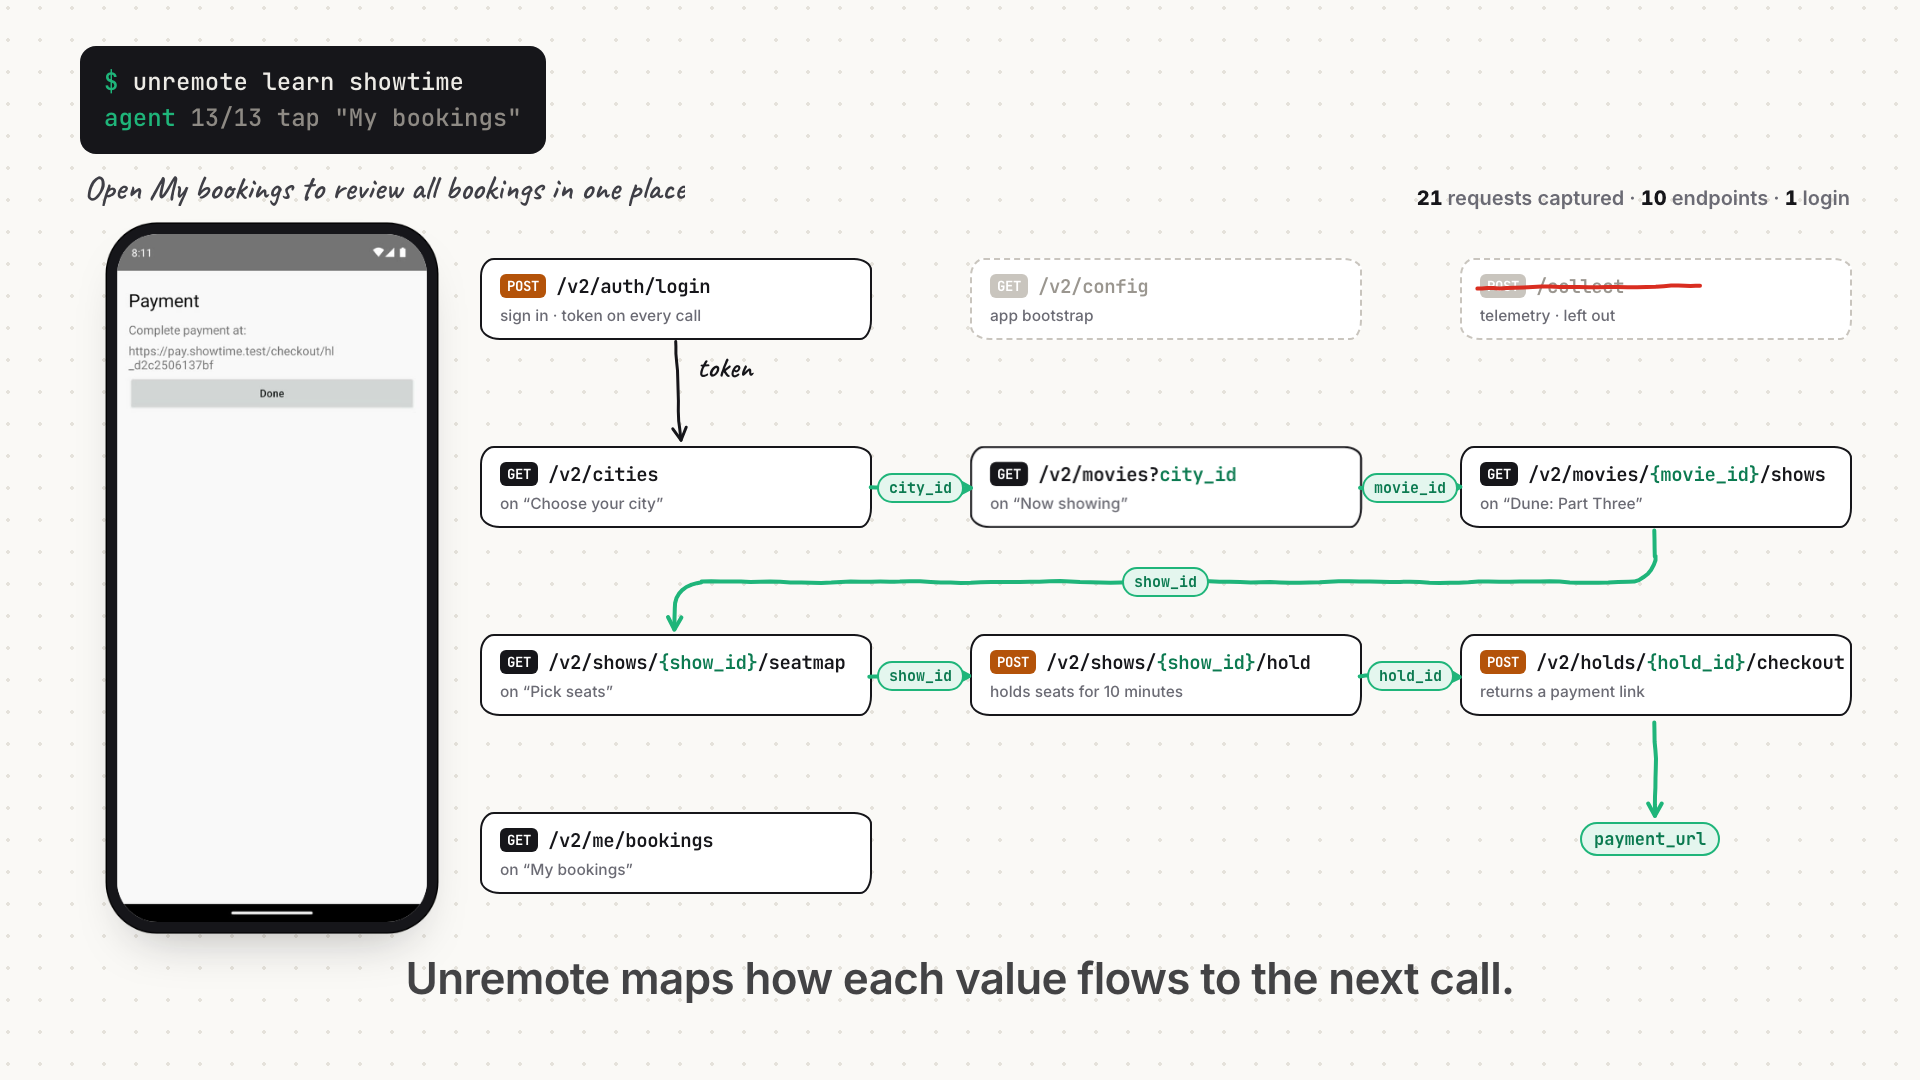 $ unremote learn showtime
agent 13/13 tap "My bookings"
Open My bookings to review all bookings in one place
21 requests captured · 10 endpoints · 1 login
8:11
Payment
Complete payment at:
https://pay.showtime.test/checkout/hl
_d2c2506137bf
Done
POST /v2/auth/login
sign in · token on every call
GET /v2/config
app bootstrap
POST /collect
telemetry · left out
token
GET /v2/cities
on “Choose your city”
city_id
GET /v2/movies?city_id
on “Now showing”
movie_id
GET /v2/movies/{movie_id}/shows
on “Dune: Part Three”
show_id
GET /v2/shows/{show_id}/seatmap
on “Pick seats”
show_id
POST /v2/shows/{show_id}/hold
holds seats for 10 minutes
hold_id
POST /v2/holds/{hold_id}/checkout
returns a payment link
payment_url
GET /v2/me/bookings
on “My bookings”
Unremote maps how each value flows to the next call.